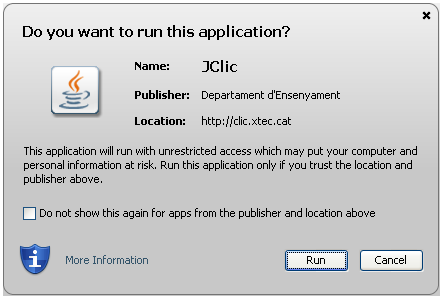 Do you want to run this application?
Name: JClic
Publisher: Departament d'Ensenyament
Location: http://clic.xtec.cat
This application will run with unrestricted access which may put your computer and
personal information at risk. Run this application only if you trust the location and
publisher above.
Do not show this again for apps from the publisher and location above
More Information
Run
Cancel